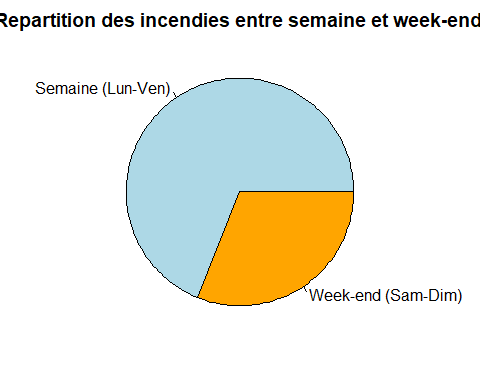 Repartition des incendies entre semaine et week-end
Semaine (Lun-Ven)
Week-end (Sam-Dim)